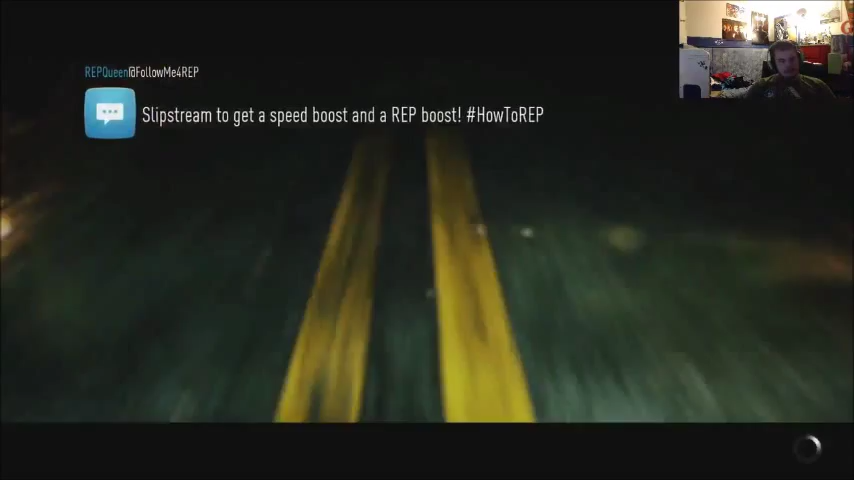 REPQueen@FollowMe4REP
Slipstream to get a speed boost and a REP boost! #HowToREP